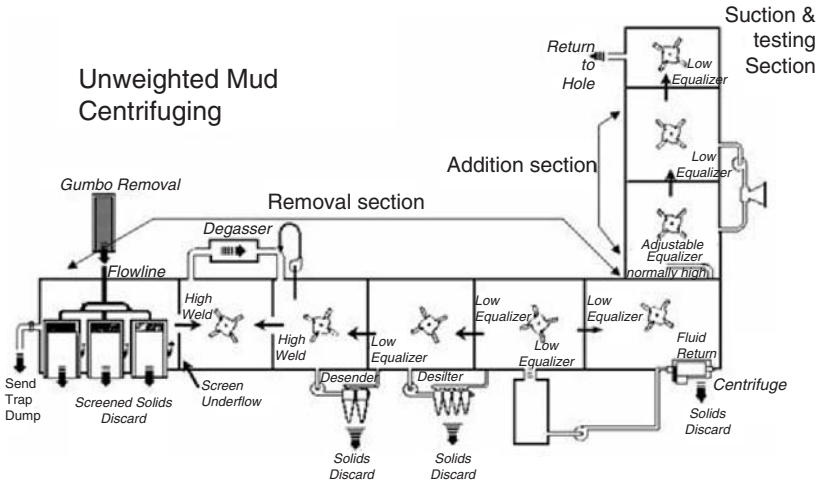 Suction &
testing
Section
Return
to
Hole
Low
Equalizer
Unweighted Mud
Centrifuging
Addition section
Low
Equalizer
Gumbo Removal
Removal section
Degasser
Adjustable
Equalizer
normally high
Flowline
High
Weld
High
Weld
Low
Equalizer
Low
Equalizer
Low
Equalizer
Low
Equalizer
Fluid
Return
Send
Trap
Dump
Screened Solids
Discard
Screen
Underflow
Desender
Desilter
Centrifuge
Solids
Discard
Solids
Discard
Solids
Discard